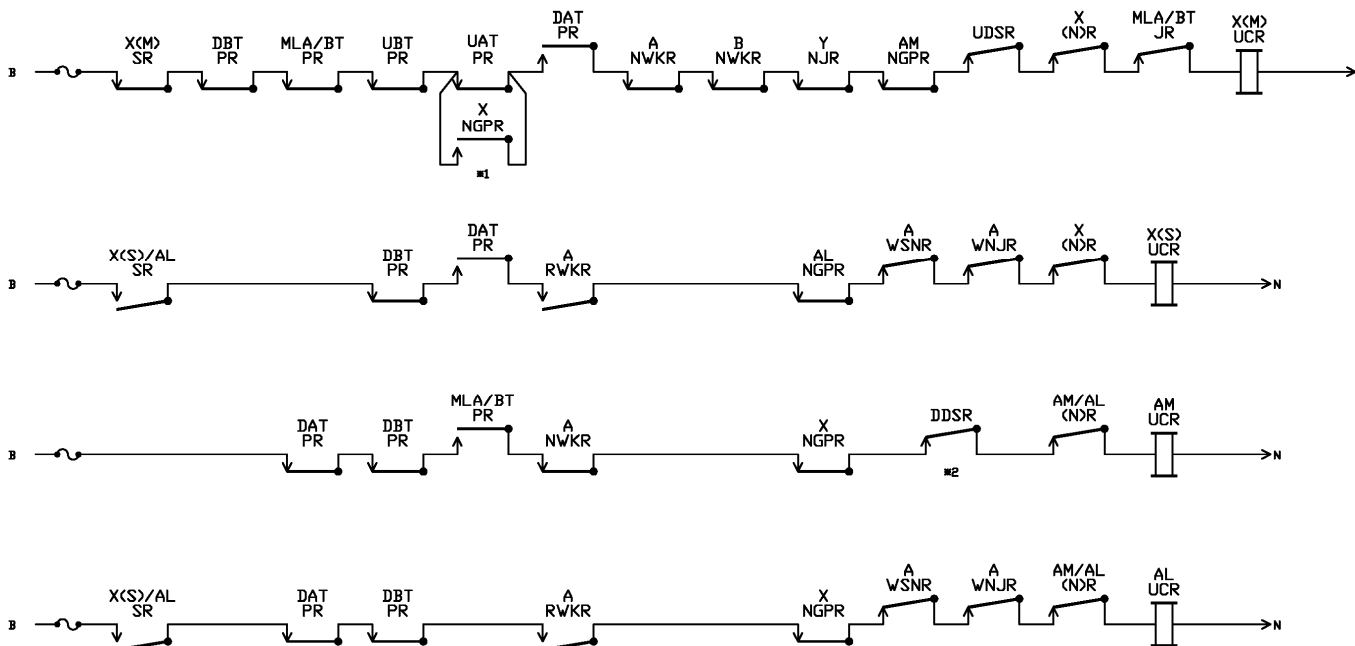 X(M) SR
DBT PR
MLA/BT PR
UBT PR
UAT PR
DAT PR
A NWKR
B NWKR
Y NJR
AM NGPR
UDSR
X (N)R
MLA/BT JR
X(M) UCR
B
X NGPR
*1
X(S)/AL SR
DBT PR
DAT PR
A RWKR
AL NGPR
A WSNR
A WNJR
X (N)R
X(S) UCR
B
N
DAT PR
DBT PR
MLA/BT PR
A NWKR
X NGPR
DDSR
AM/AL (N)R
AM UCR
B
N
*2
X(S)/AL SR
DAT PR
DBT PR
A RWKR
X NGPR
A WSNR
A WNJR
AM/AL (N)R
AL UCR
B
N